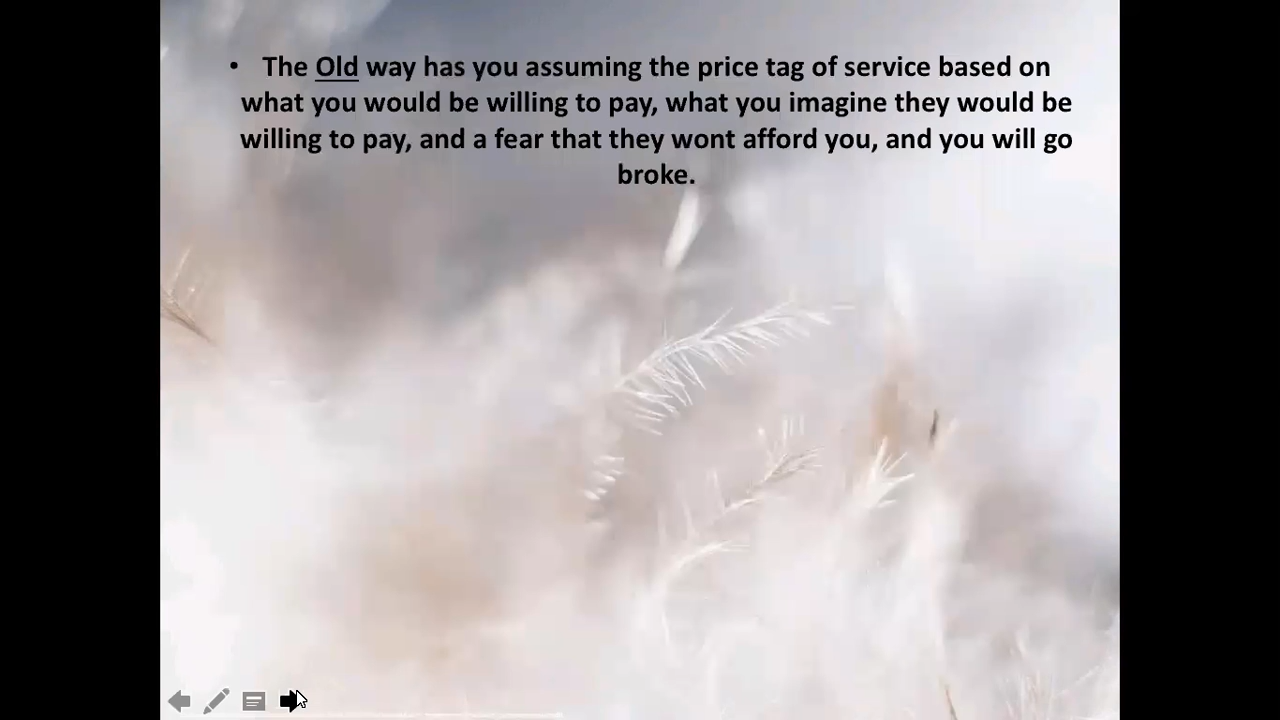 • The Old way has you assuming the price tag of service based on
what you would be willing to pay, what you imagine they would be
willing to pay, and a fear that they wont afford you, and you will go
broke.